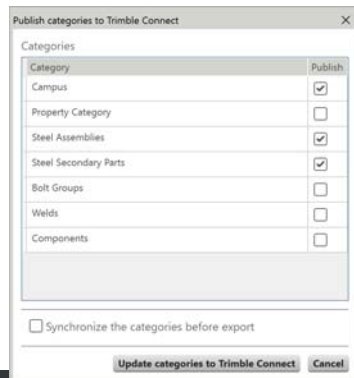 Publish categories to Trimble Connect
Categories
Category Publish
Campus
Property Category
Steel Assemblies
Steel Secondary Parts
Bolt Groups
Welds
Components
Synchronize the categories before export
Update categories to Trimble Connect Cancel